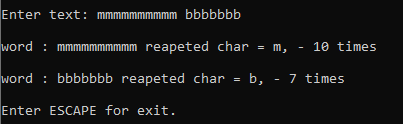 Enter text: mmmmmmmmmm bbbbbbb
word : mmmmmmmmmm reapeted char = m, - 10 times
word : bbbbbbb reapeted char = b, - 7 times
Enter ESCAPE for exit.